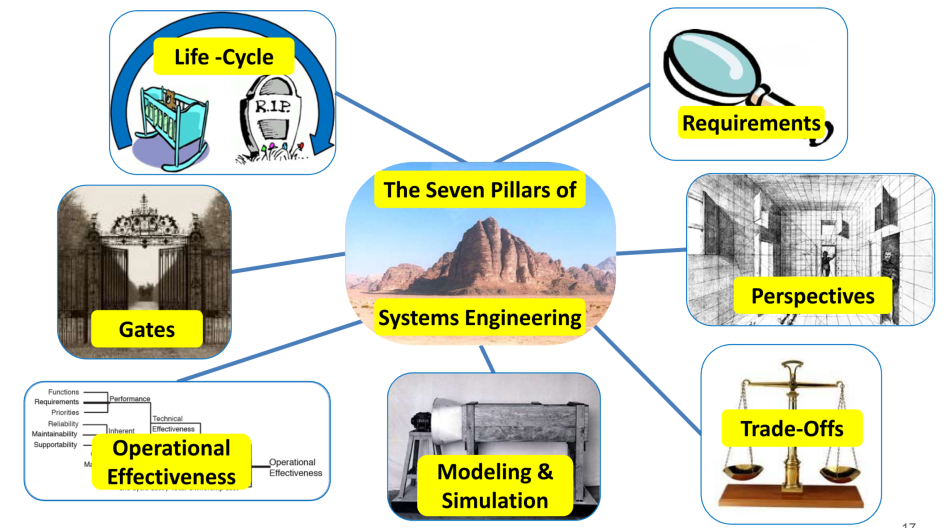 Life -Cycle
R.I.P.
Requirements
The Seven Pillars of
Systems Engineering
Gates
Perspectives
Functions
Requirements
Priorities
Performance
Reliability
Maintainability
Supportability
Inherent
Technical
Effectiveness
Operational
Effectiveness
Operational
Effectiveness
Modeling &
Simulation
Trade-Offs
17